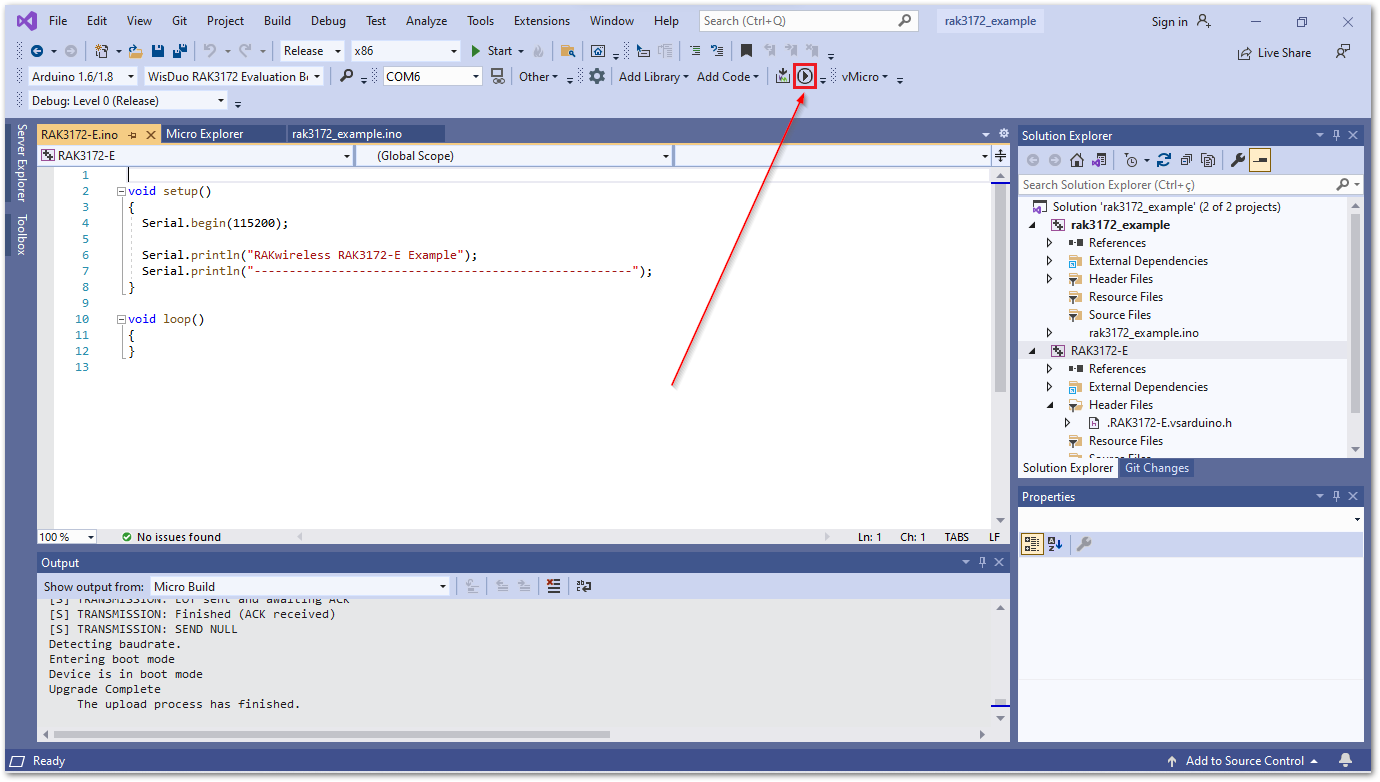 File Edit View Git Project Build Debug Test Analyze Tools Extensions Window Help Search (Ctrl+Q) rak3172_example Sign in
Release x86 Start Live Share
Arduino 1.6/1.8 WisDuo RAK3172 Evaluation Bo COM6 Other Add Library Add Code vMicro
Debug: Level 0 (Release)
Server Explorer
Toolbox
RAK3172-E.ino Micro Explorer rak3172_example.ino
RAK3172-E (Global Scope)
1
2 void setup()
3 {
4 Serial.begin(115200);
5
6 Serial.println("RAKwireless RAK3172-E Example");
7 Serial.println("------------------------------------------------------");
8 }
9
10 void loop()
11 {
12 }
13
100 % No issues found Ln: 1 Ch: 1 TABS LF
Solution Explorer
Search Solution Explorer (Ctrl+ç)
Solution 'rak3172_example' (2 of 2 projects)
rak3172_example
References
External Dependencies
Header Files
Resource Files
Source Files
rak3172_example.ino
RAK3172-E
References
External Dependencies
Header Files
.RAK3172-E.vsarduino.h
Resource Files
Source Files
Solution Explorer Git Changes
Properties
Output
Show output from: Micro Build
[S] TRANSMISSION: EOT sent and awaiting ACK
[S] TRANSMISSION: Finished (ACK received)
[S] TRANSMISSION: SEND NULL
Detecting baudrate.
Entering boot mode
Device is in boot mode
Upgrade Complete
The upload process has finished.
Ready Add to Source Control